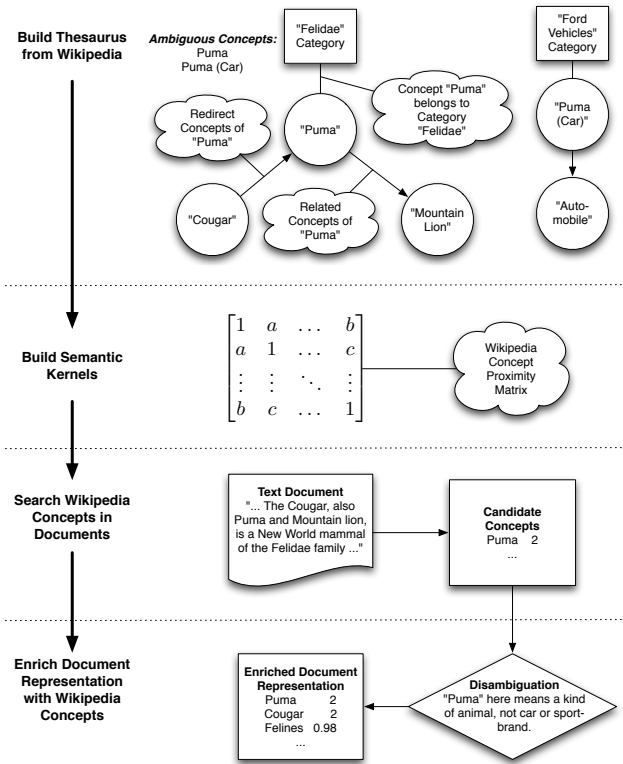 Build Thesaurus
from Wikipedia
Ambiguous Concepts:
Puma
Puma (Car)
"Felidae"
Category
"Ford
Vehicles"
Category
Redirect
Concepts of
"Puma"
"Puma"
Concept "Puma"
belongs to
Category
"Felidae"
"Puma
(Car)"
"Cougar"
Related
Concepts of
"Puma"
"Mountain
Lion"
"Auto-
mobile"
Build Semantic
Kernels
1 a … b
a 1 … c
⋮ ⋮ ⋱ ⋮
b c … 1
Wikipedia
Concept
Proximity
Matrix
Search Wikipedia
Concepts in
Documents
Text Document
"... The Cougar, also
Puma and Mountain lion,
is a New World mammal
of the Felidae family ..."
Candidate
Concepts
Puma 2
...
Enrich Document
Representation
with Wikipedia
Concepts
Enriched Document
Representation
Puma 2
Cougar 2
Felines 0.98
...
Disambiguation
"Puma" here means a kind
of animal, not car or sport-
brand.